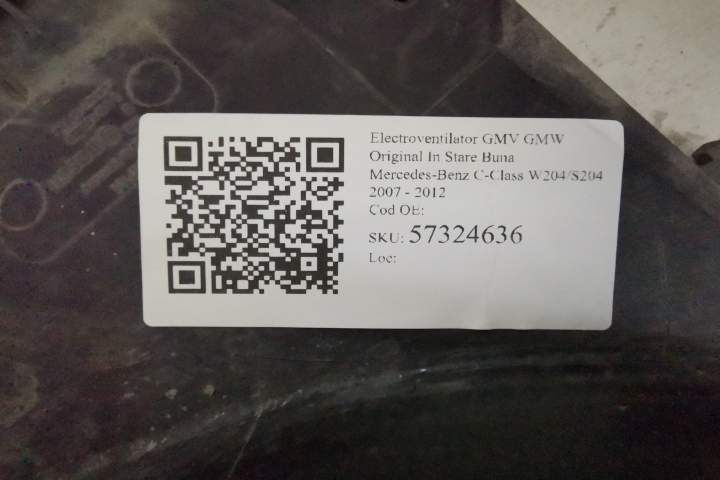 Electroventilator GMV GMW
Original In Stare Buna
Mercedes-Benz C-Class W204/S204
2007 - 2012
Cod OE:
SKU: 57324636
Loc: